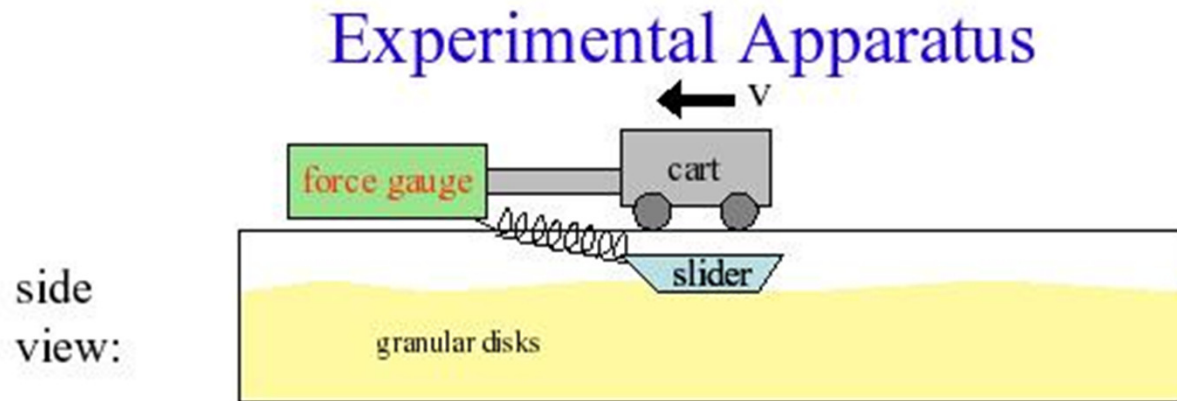 Experimental Apparatus
V
force gauge
cart
slider
side
view:
granular disks